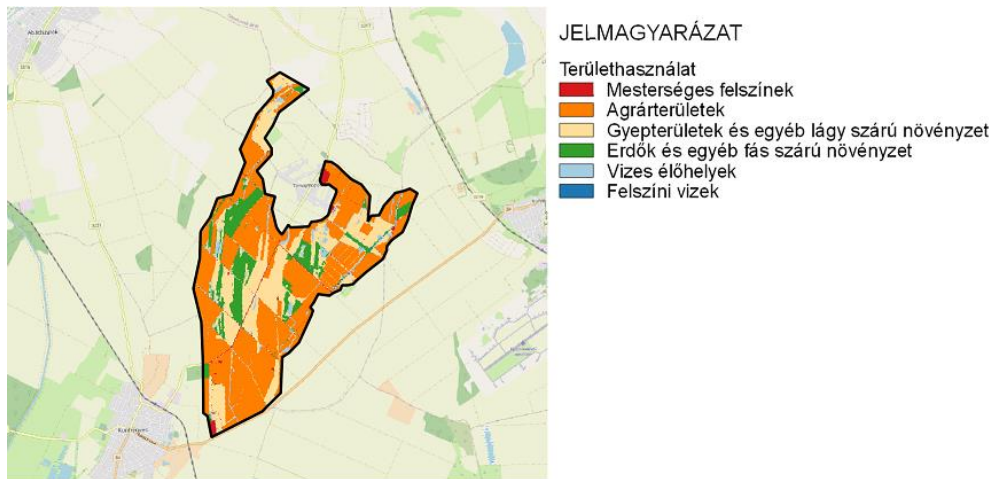 JELMAGYARÁZAT
Területhasználat
Mesterséges felszínek
Agrárterületek
Gyepterületek és egyéb lágy szárú növényzet
Erdők és egyéb fás szárú növényzet
Vizes élőhelyek
Felszíni vizek